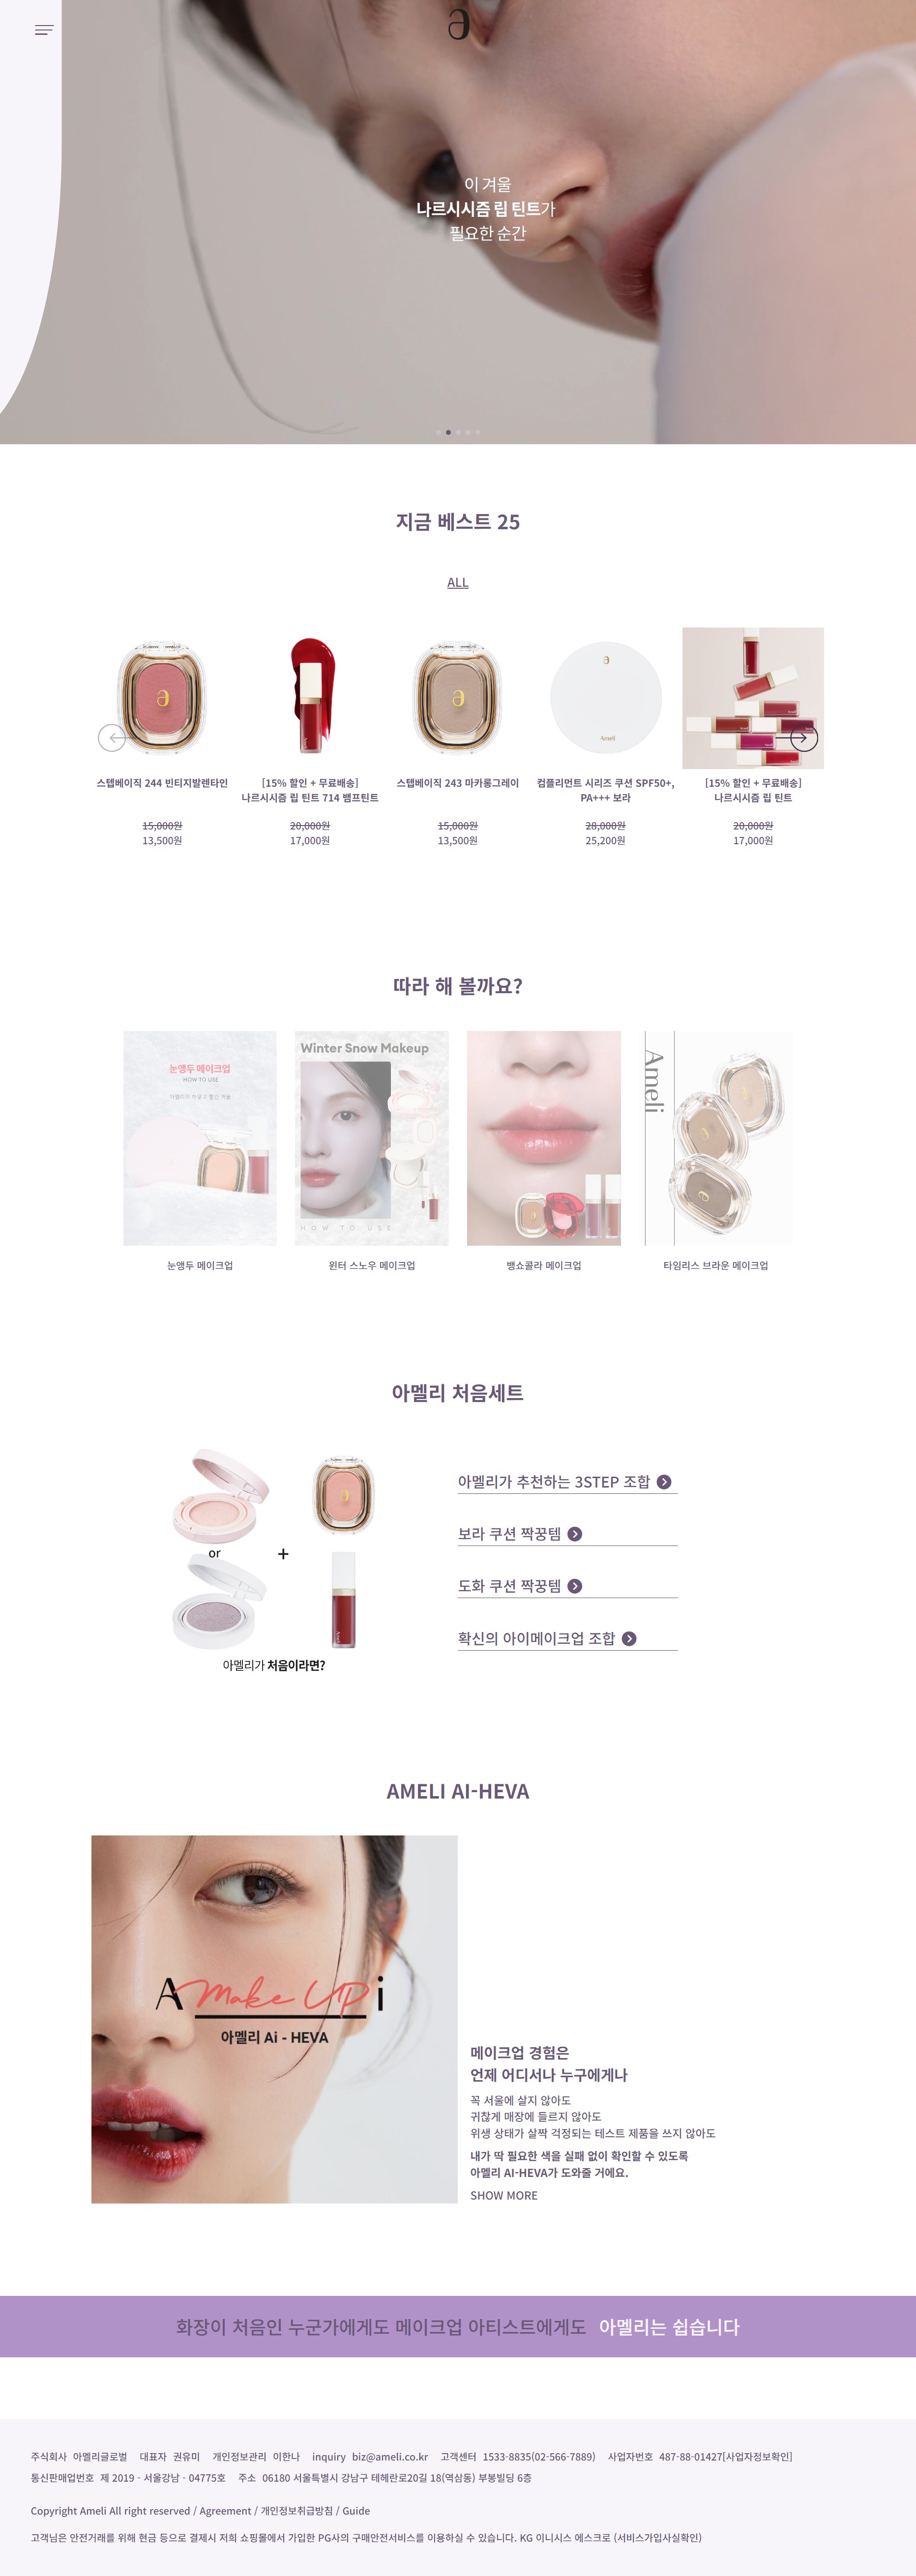 이 겨울
나르시시즘 립 틴트가
필요한 순간
지금 베스트 25
ALL
Ameli
스텝베이직 244 빈티지발렌타인
15,000원
13,500원
[15% 할인 + 무료배송]
나르시시즘 립 틴트 714 뱀프틴트
20,000원
17,000원
스텝베이직 243 마카롱그레이
15,000원
13,500원
컴플리먼트 시리즈 쿠션 SPF50+,
PA+++ 보라
28,000원
25,200원
[15% 할인 + 무료배송]
나르시시즘 립 틴트
20,000원
17,000원
따라 해 볼까요?
눈앵두 메이크업
HOW TO USE
Winter Snow Makeup
HOW TO USE
Ameli
눈앵두 메이크업
윈터 스노우 메이크업
뱅쇼콜라 메이크업
타임리스 브라운 메이크업
아멜리 처음세트
or
+
아멜리가 처음이라면?
아멜리가 추천하는 3STEP 조합
보라 쿠션 짝꿍템
도화 쿠션 짝꿍템
확신의 아이메이크업 조합
AMELI AI-HEVA
A Make UP i
아멜리 Ai - HEVA
메이크업 경험은
언제 어디서나 누구에게나
꼭 서울에 살지 않아도
귀찮게 매장에 들르지 않아도
위생 상태가 살짝 걱정되는 테스트 제품을 쓰지 않아도
내가 딱 필요한 색을 실패 없이 확인할 수 있도록
아멜리 AI-HEVA가 도와줄 거에요.
SHOW MORE
화장이 처음인 누군가에게도 메이크업 아티스트에게도 아멜리는 쉽습니다
주식회사 아멜리글로벌 대표자 권유미 개인정보관리 이한나 inquiry biz@ameli.co.kr 고객센터 1533-8835(02-566-7889) 사업자번호 487-88-01427[사업자정보확인]
통신판매업번호 제 2019 - 서울강남 - 04775호 주소 06180 서울특별시 강남구 테헤란로20길 18(역삼동) 부봉빌딩 6층
Copyright Ameli All right reserved / Agreement / 개인정보취급방침 / Guide
고객님은 안전거래를 위해 현금 등으로 결제시 저희 쇼핑몰에서 가입한 PG사의 구매안전서비스를 이용하실 수 있습니다. KG 이니시스 에스크로 (서비스가입사실확인)